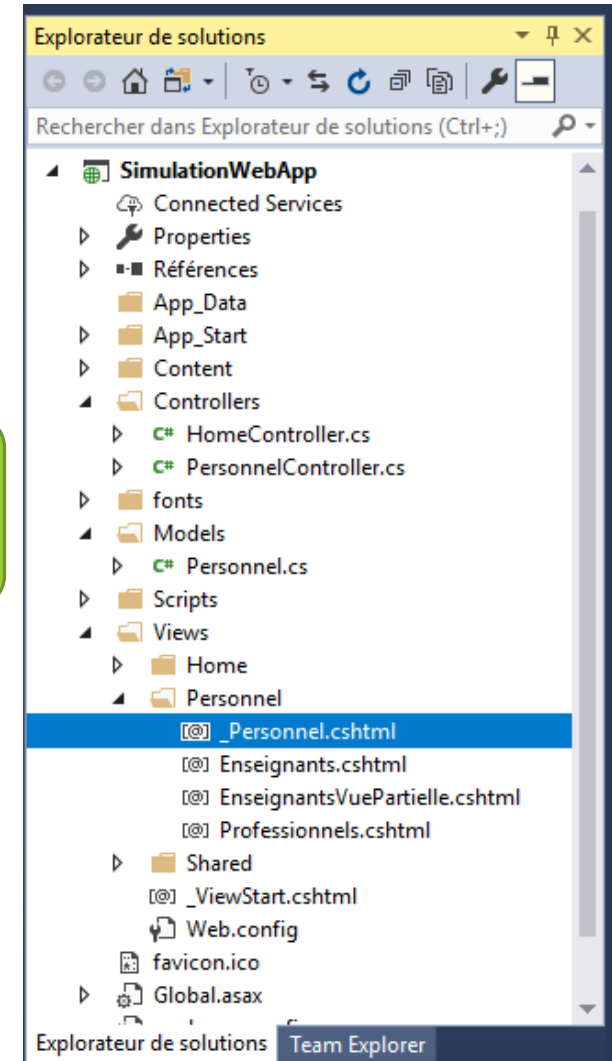 Explorateur de solutions
Rechercher dans Explorateur de solutions (Ctrl+;)
SimulationWebApp
Connected Services
Properties
Références
App_Data
App_Start
Content
Controllers
C# HomeController.cs
C# PersonnelController.cs
fonts
Models
C# Personnel.cs
Scripts
Views
Home
Personnel
[@] _Personnel.cshtml
[@] Enseignants.cshtml
[@] EnseignantsVuePartielle.cshtml
[@] Professionnels.cshtml
Shared
[@] _ViewStart.cshtml
Web.config
favicon.ico
Global.asax
Explorateur de solutions Team Explorer